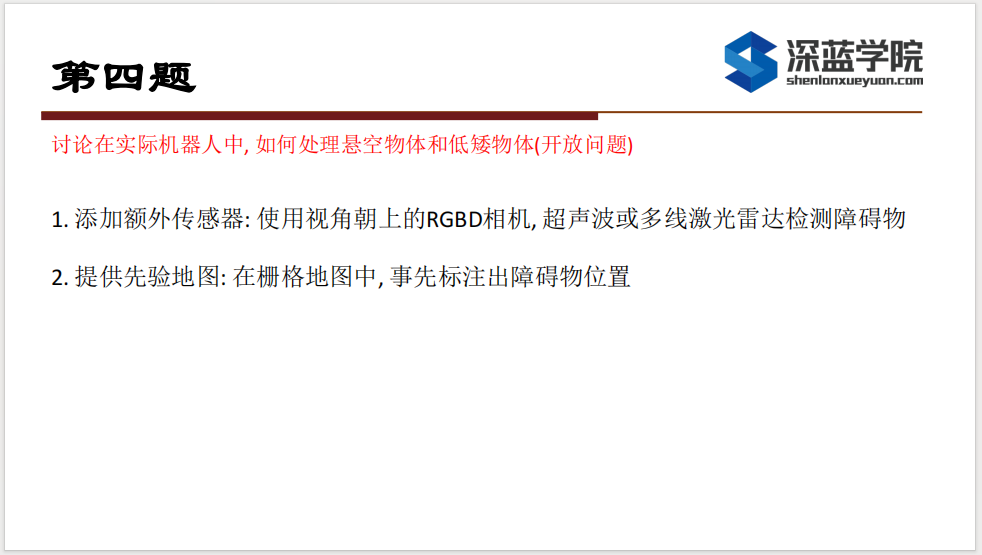 第四题
深蓝学院
shenlanxueyuan.com
讨论在实际机器人中, 如何处理悬空物体和低矮物体(开放问题)
1. 添加额外传感器: 使用视角朝上的RGBD相机, 超声波或多线激光雷达检测障碍物
2. 提供先验地图: 在栅格地图中, 事先标注出障碍物位置